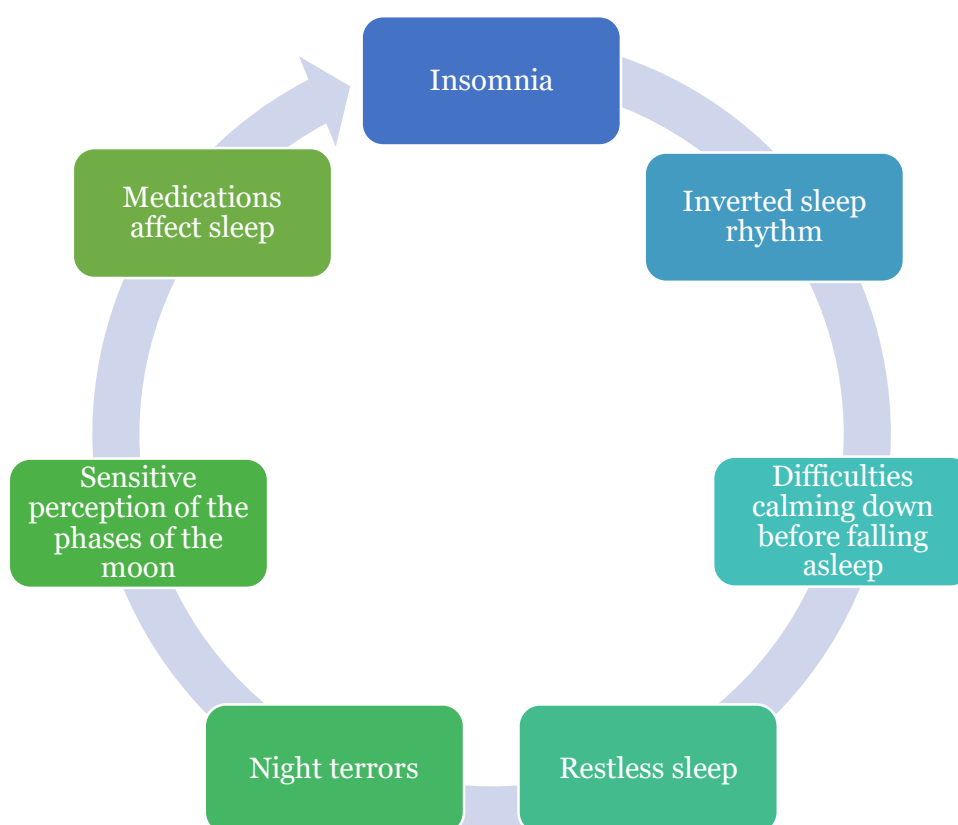 Insomnia
Inverted sleep
rhythm
Difficulties
calming down
before falling
asleep
Restless sleep
Night terrors
Sensitive
perception of the
phases of the
moon
Medications
affect sleep